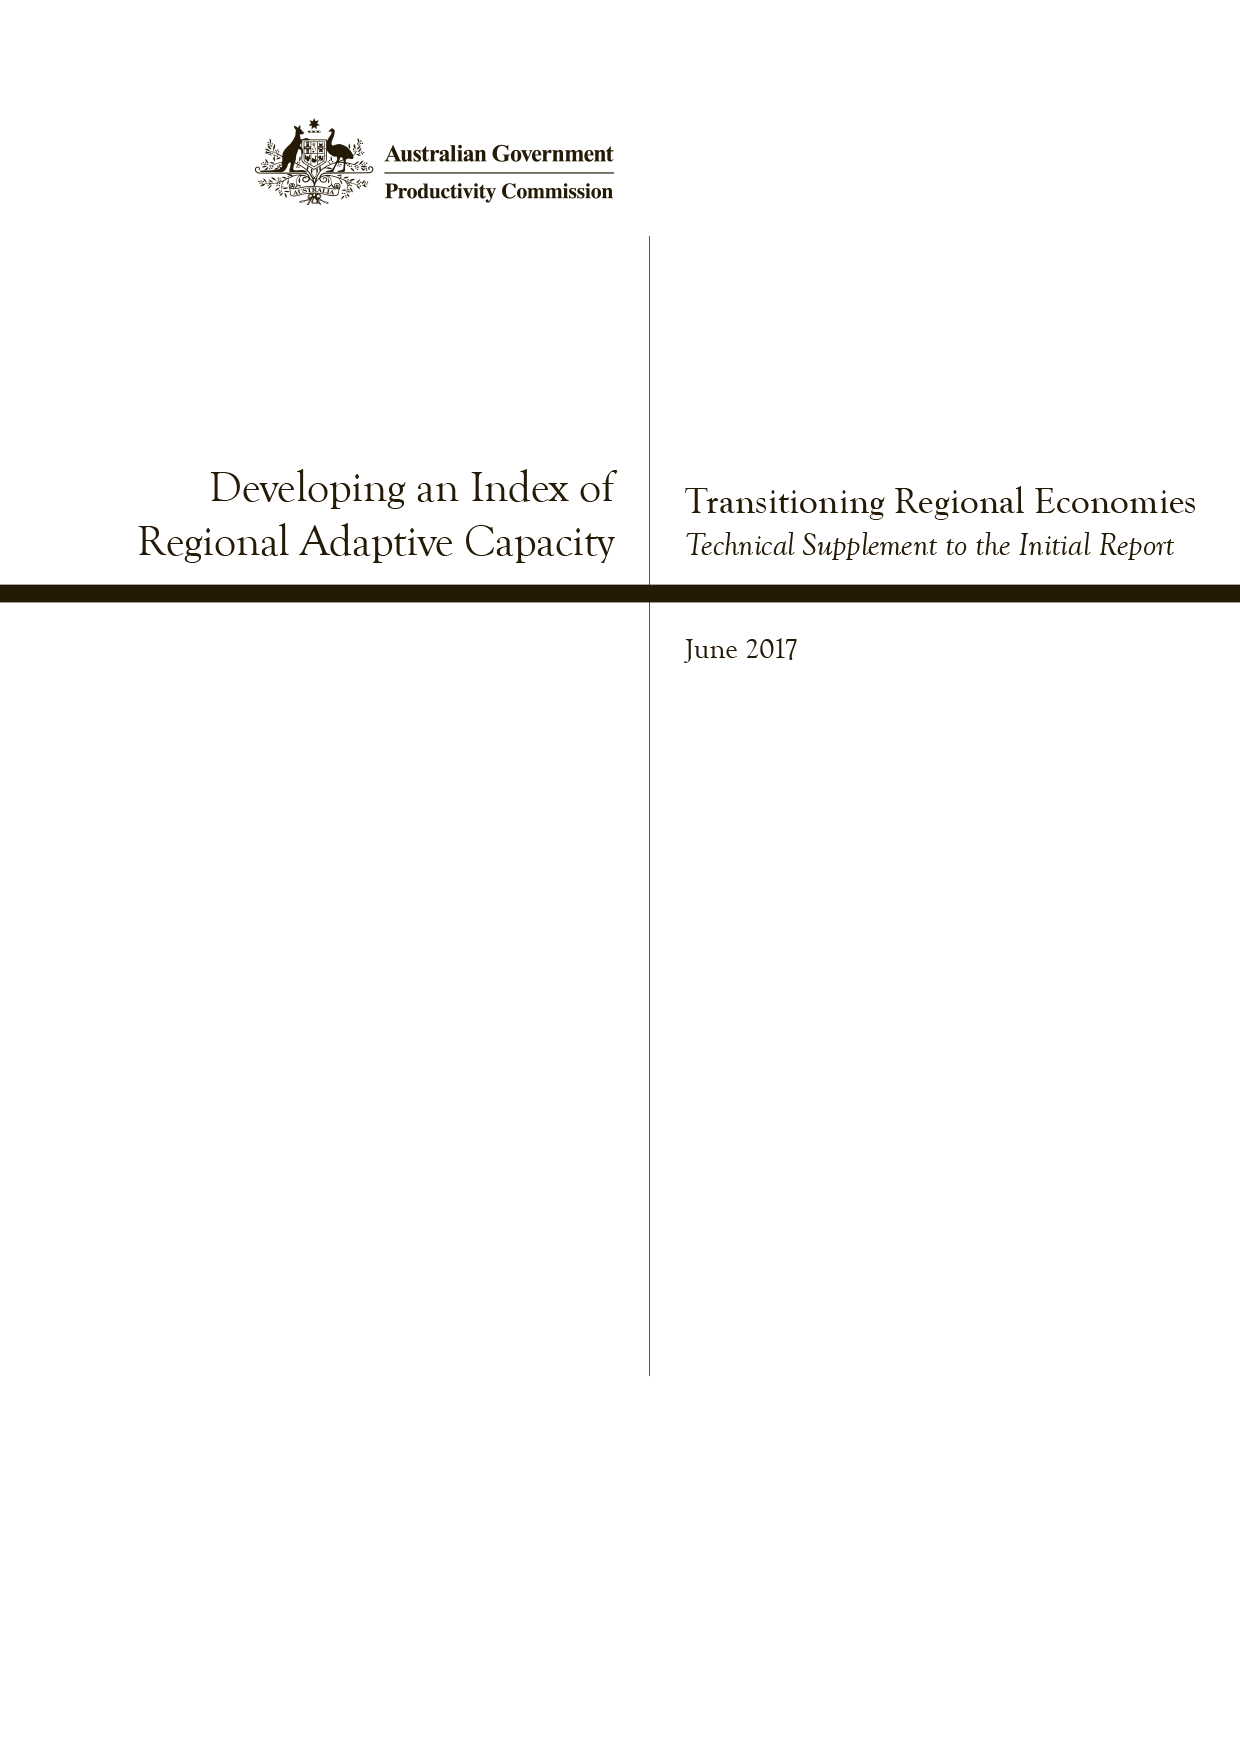 AUSTRALIA
Australian Government
Productivity Commission
Developing an Index of
Regional Adaptive Capacity
Transitioning Regional Economies
Technical Supplement to the Initial Report
June 2017